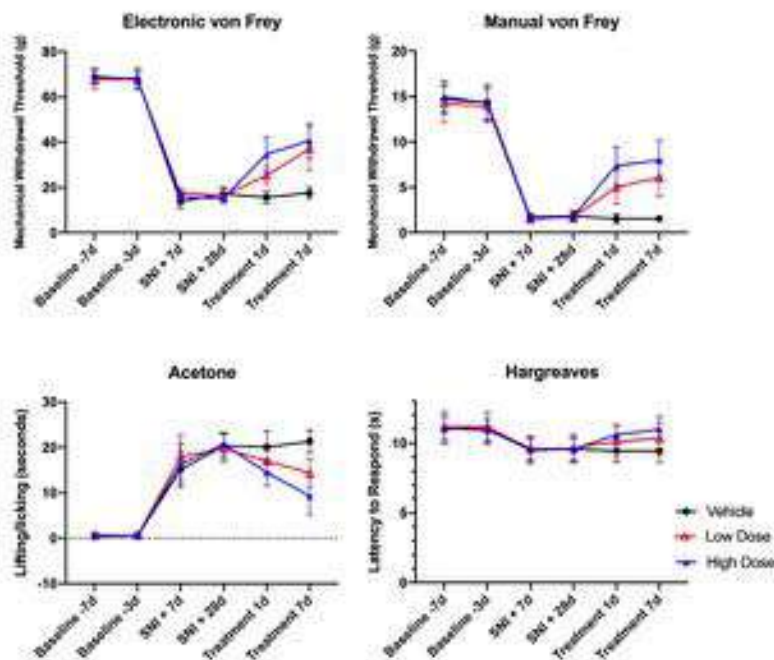 Electronic von Frey
Mechanical Withdrawal Threshold (g)
80
60
40
20
0
Baseline -7d
Baseline -3d
SNI + 7d
SNI + 28d
Treatment 1d
Treatment 7d
Manual von Frey
Mechanical Withdrawal Threshold (g)
20
15
10
5
0
Baseline -7d
Baseline -3d
SNI + 7d
SNI + 28d
Treatment 1d
Treatment 7d
Acetone
Lifting/licking (seconds)
30
20
10
0
-10
Baseline -7d
Baseline -3d
SNI + 7d
SNI + 28d
Treatment 1d
Treatment 7d
Hargreaves
Latency to Respond (s)
10
5
0
Baseline -7d
Baseline -3d
SNI + 7d
SNI + 28d
Treatment 1d
Treatment 7d
Vehicle
Low Dose
High Dose